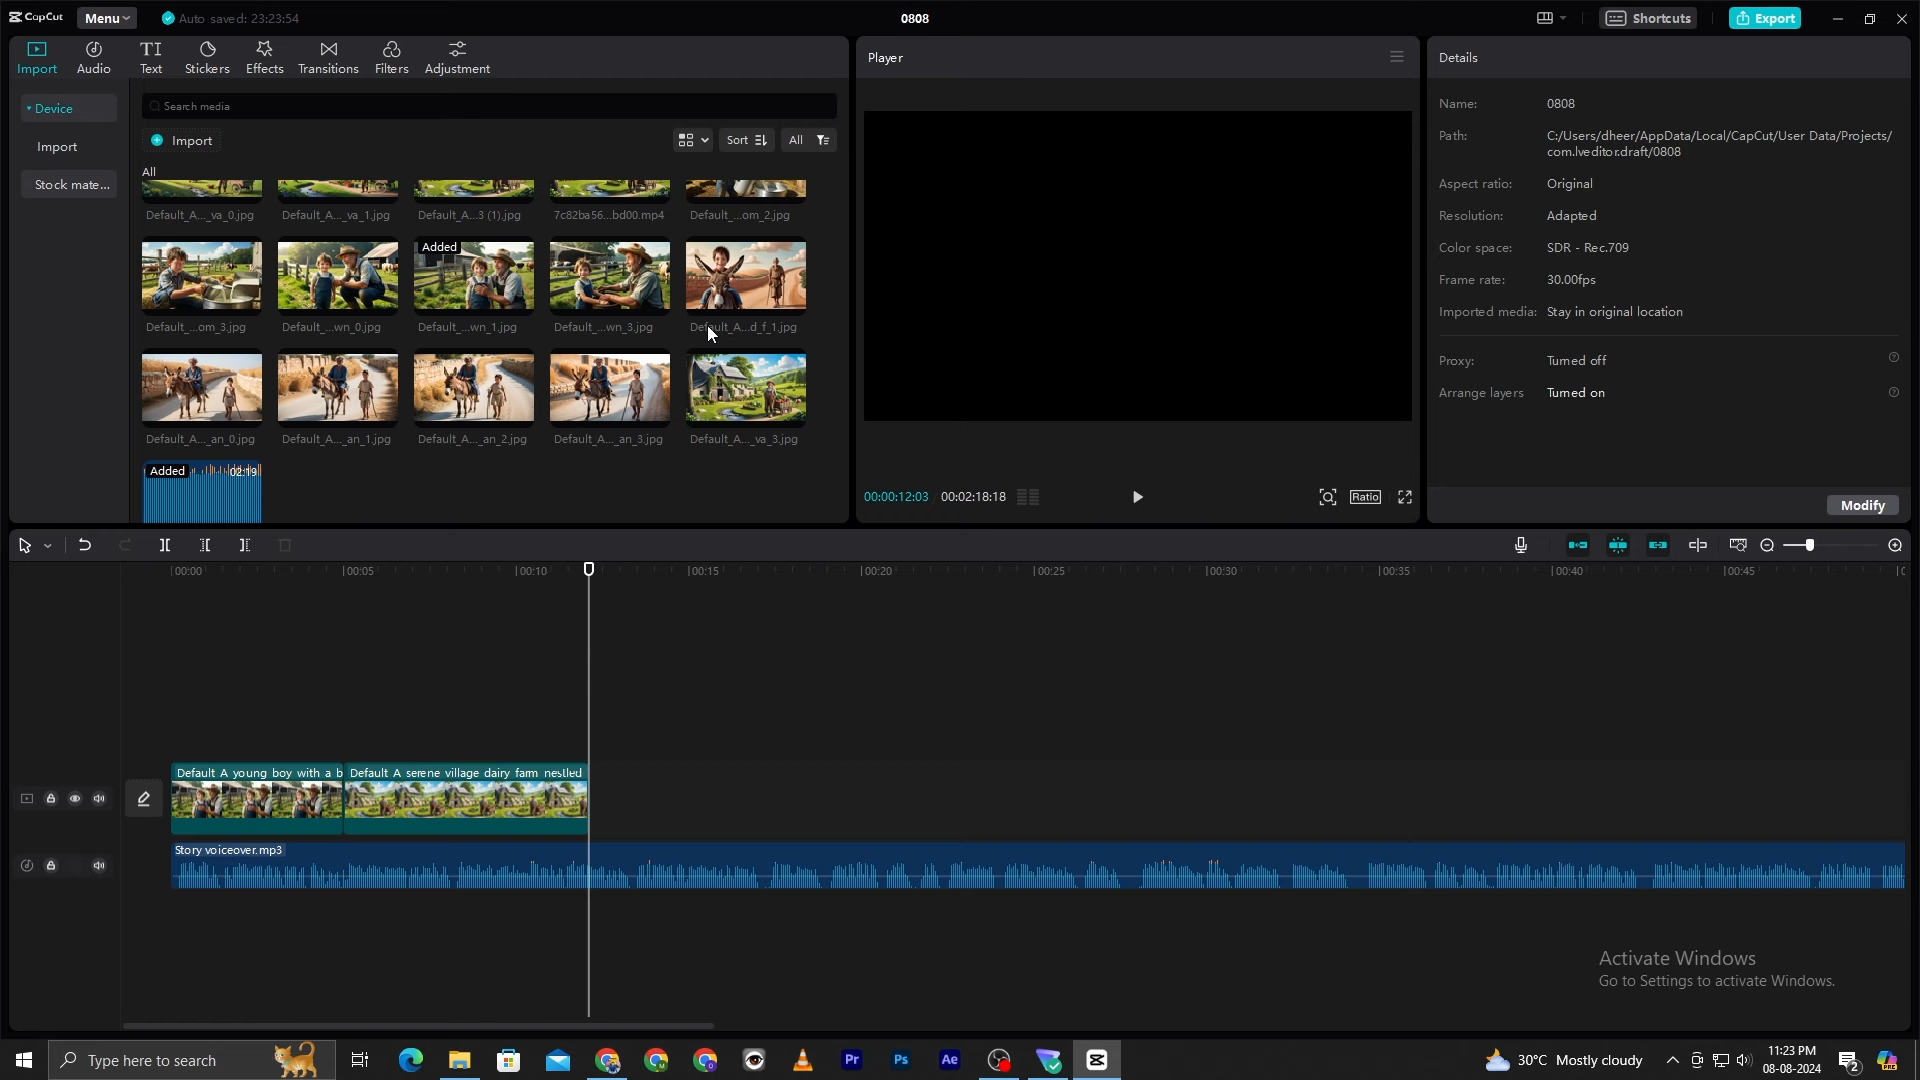 CapCut Menu Auto saved: 23:23:54 0808 Shortcuts Export
Import Audio Text Stickers Effects Transitions Filters Adjustment
Player
Details
Device
Import
Stock mate...
Search media
Import Sort All
All
Default_A..._va_0.jpg Default_A..._va_1.jpg Default_A...3 (1).jpg 7c82ba56...bd00.mp4 Default_...om_2.jpg
Added
Default_...om_3.jpg Default_...wn_0.jpg Default_...wn_1.jpg Default_...wn_3.jpg Default_A...d_f_1.jpg
Default_A..._an_0.jpg Default_A..._an_1.jpg Default_A..._an_2.jpg Default_A..._an_3.jpg Default_A..._va_3.jpg
Added 02:19
00:00:12:03 00:02:18:18 Ratio
Name: 0808
Path: C:/Users/dheer/AppData/Local/CapCut/User Data/Projects/
com.lveditor.draft/0808
Aspect ratio: Original
Resolution: Adapted
Color space: SDR - Rec.709
Frame rate: 30.00fps
Imported media: Stay in original location
Proxy: Turned off
Arrange layers Turned on
Modify
00:00 00:05 00:10 00:15 00:20 00:25 00:30 00:35 00:40 00:45
Default A young boy with a b Default A serene village dairy farm nestled
Story voiceover.mp3
Activate Windows
Go to Settings to activate Windows.
Type here to search
Pr Ps Ae
30°C Mostly cloudy
11:23 PM
08-08-2024
2